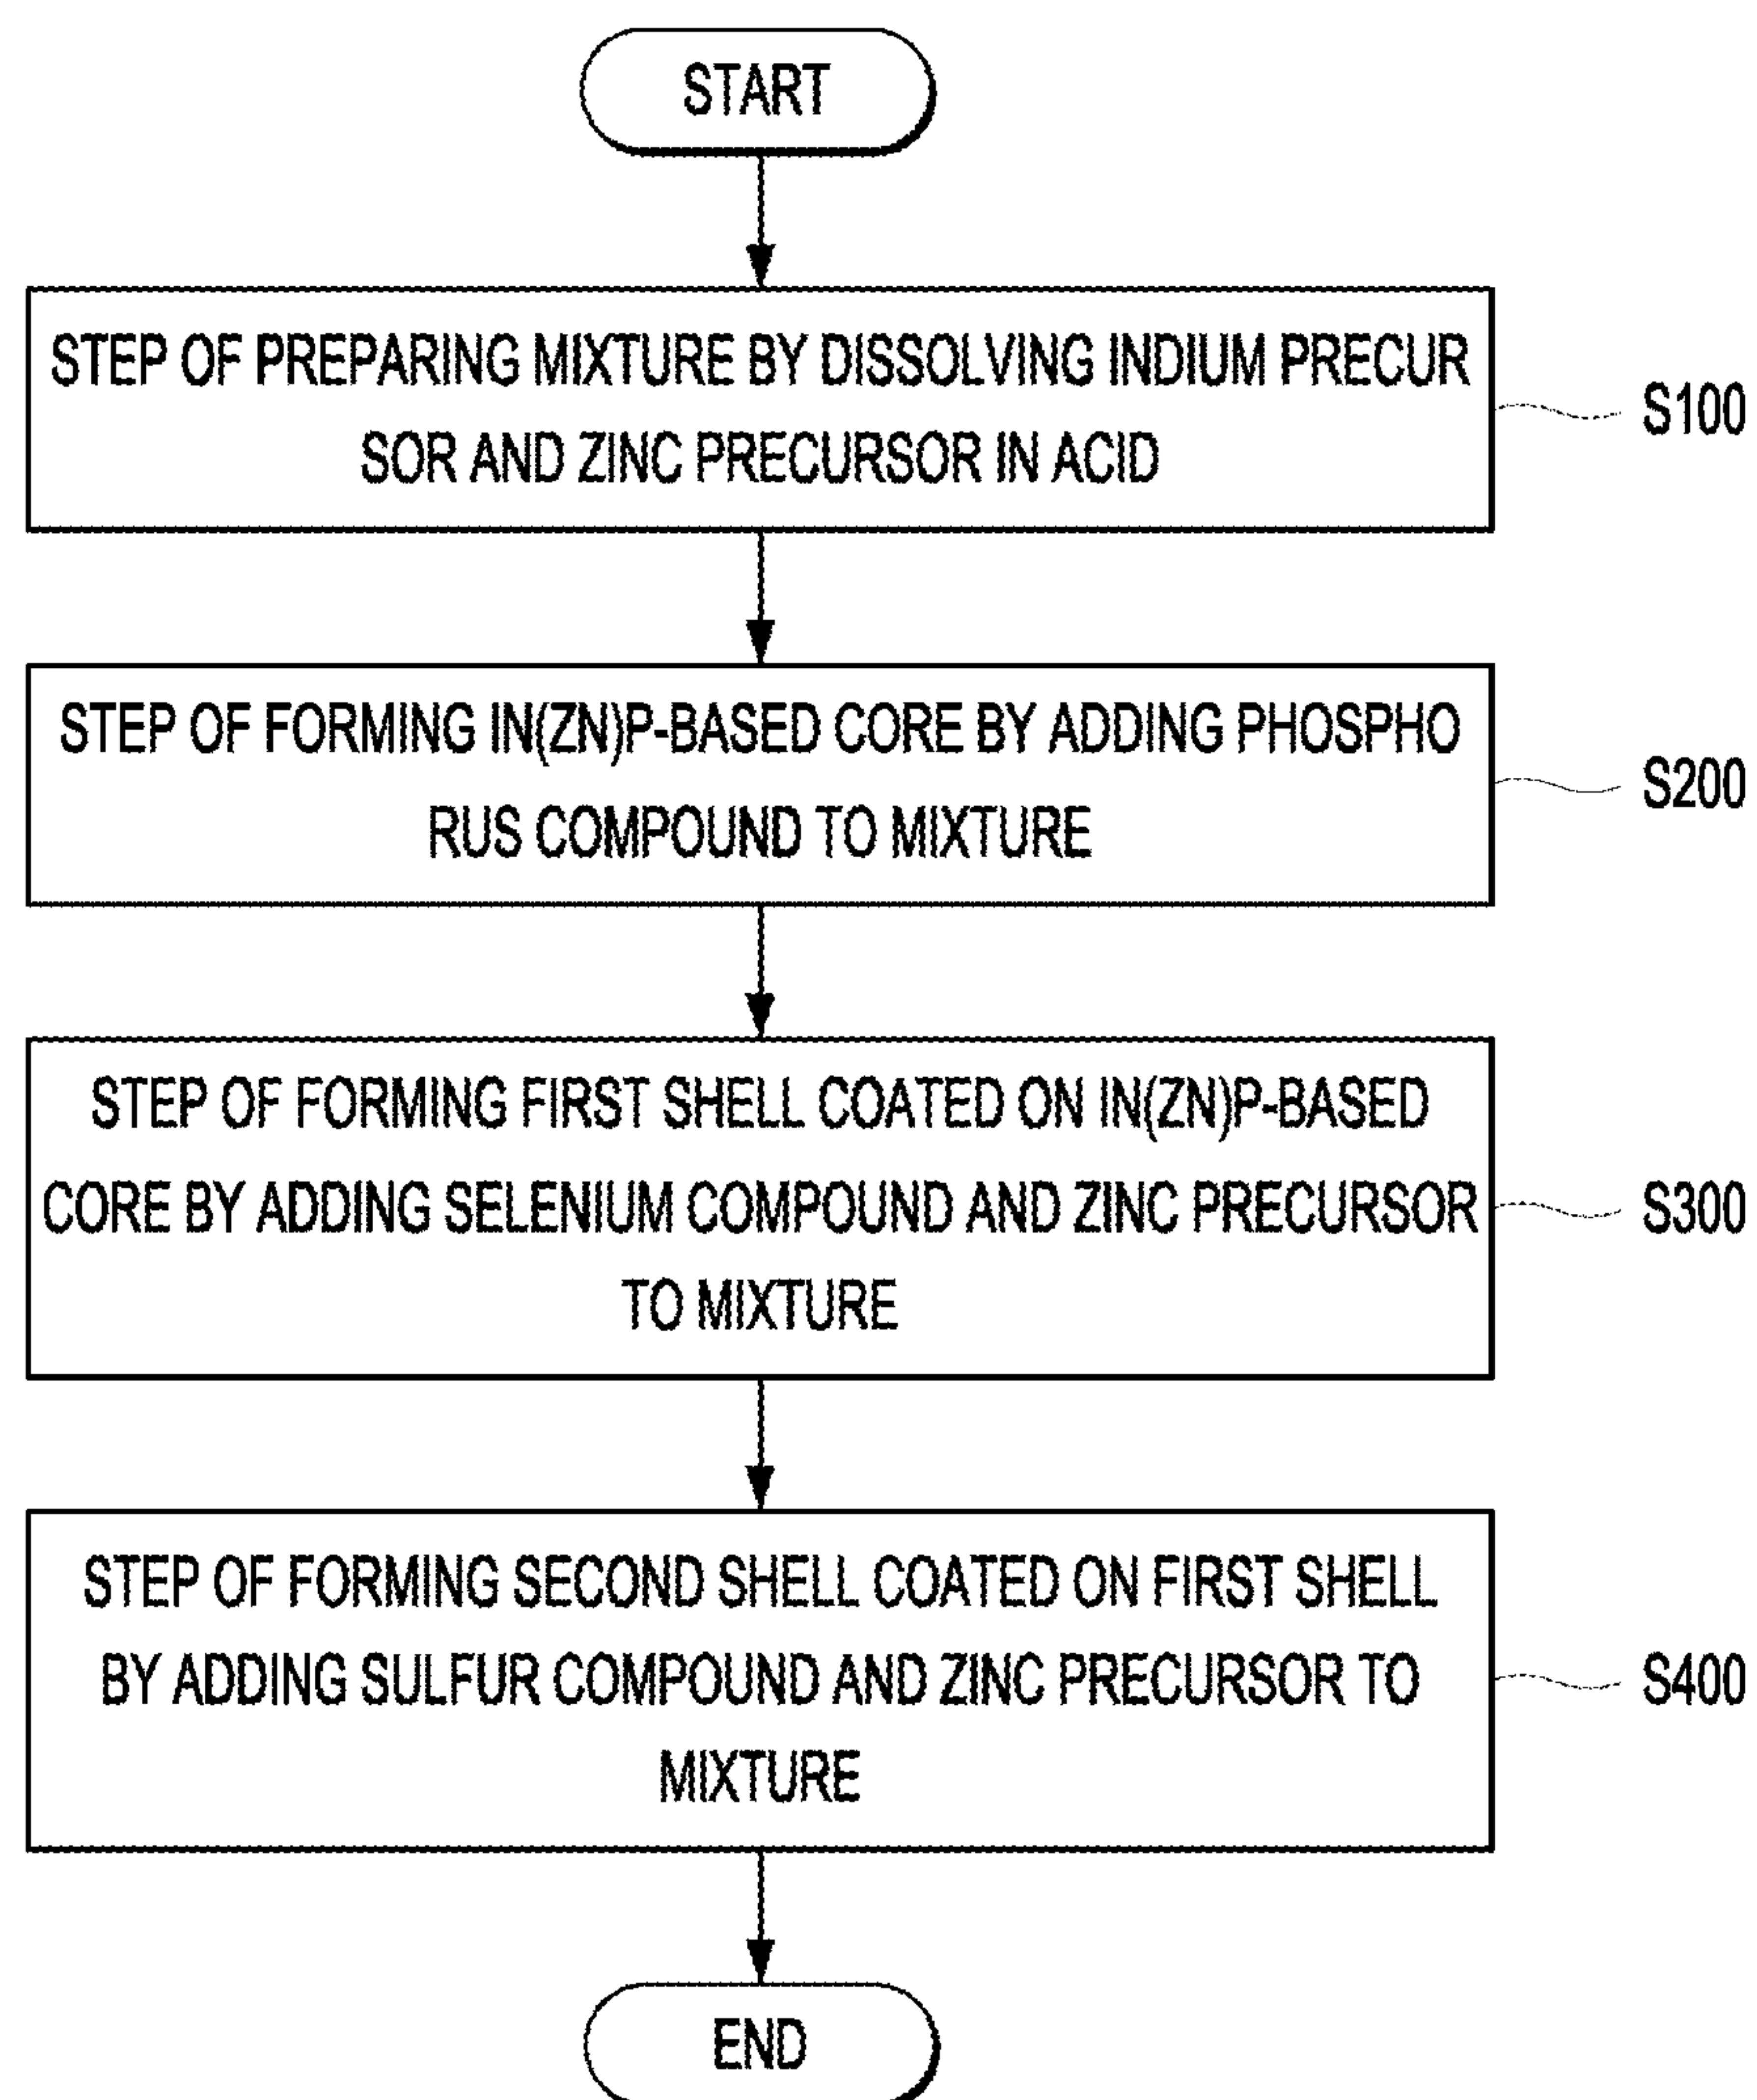 START
STEP OF PREPARING MIXTURE BY DISSOLVING INDIUM PRECUR
SOR AND ZINC PRECURSOR IN ACID
S100
STEP OF FORMING IN(ZN)P-BASED CORE BY ADDING PHOSPHO
RUS COMPOUND TO MIXTURE
S200
STEP OF FORMING FIRST SHELL COATED ON IN(ZN)P-BASED
CORE BY ADDING SELENIUM COMPOUND AND ZINC PRECURSOR
TO MIXTURE
S300
STEP OF FORMING SECOND SHELL COATED ON FIRST SHELL
BY ADDING SULFUR COMPOUND AND ZINC PRECURSOR TO
MIXTURE
S400
END